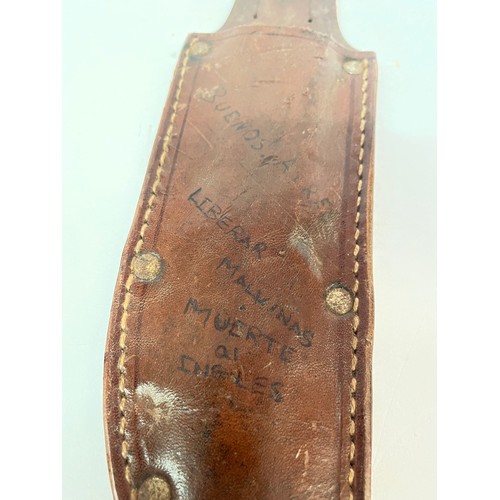 BUENOS AIRES
LIBERAR
MALVINAS
MUERTE
al
INGLES